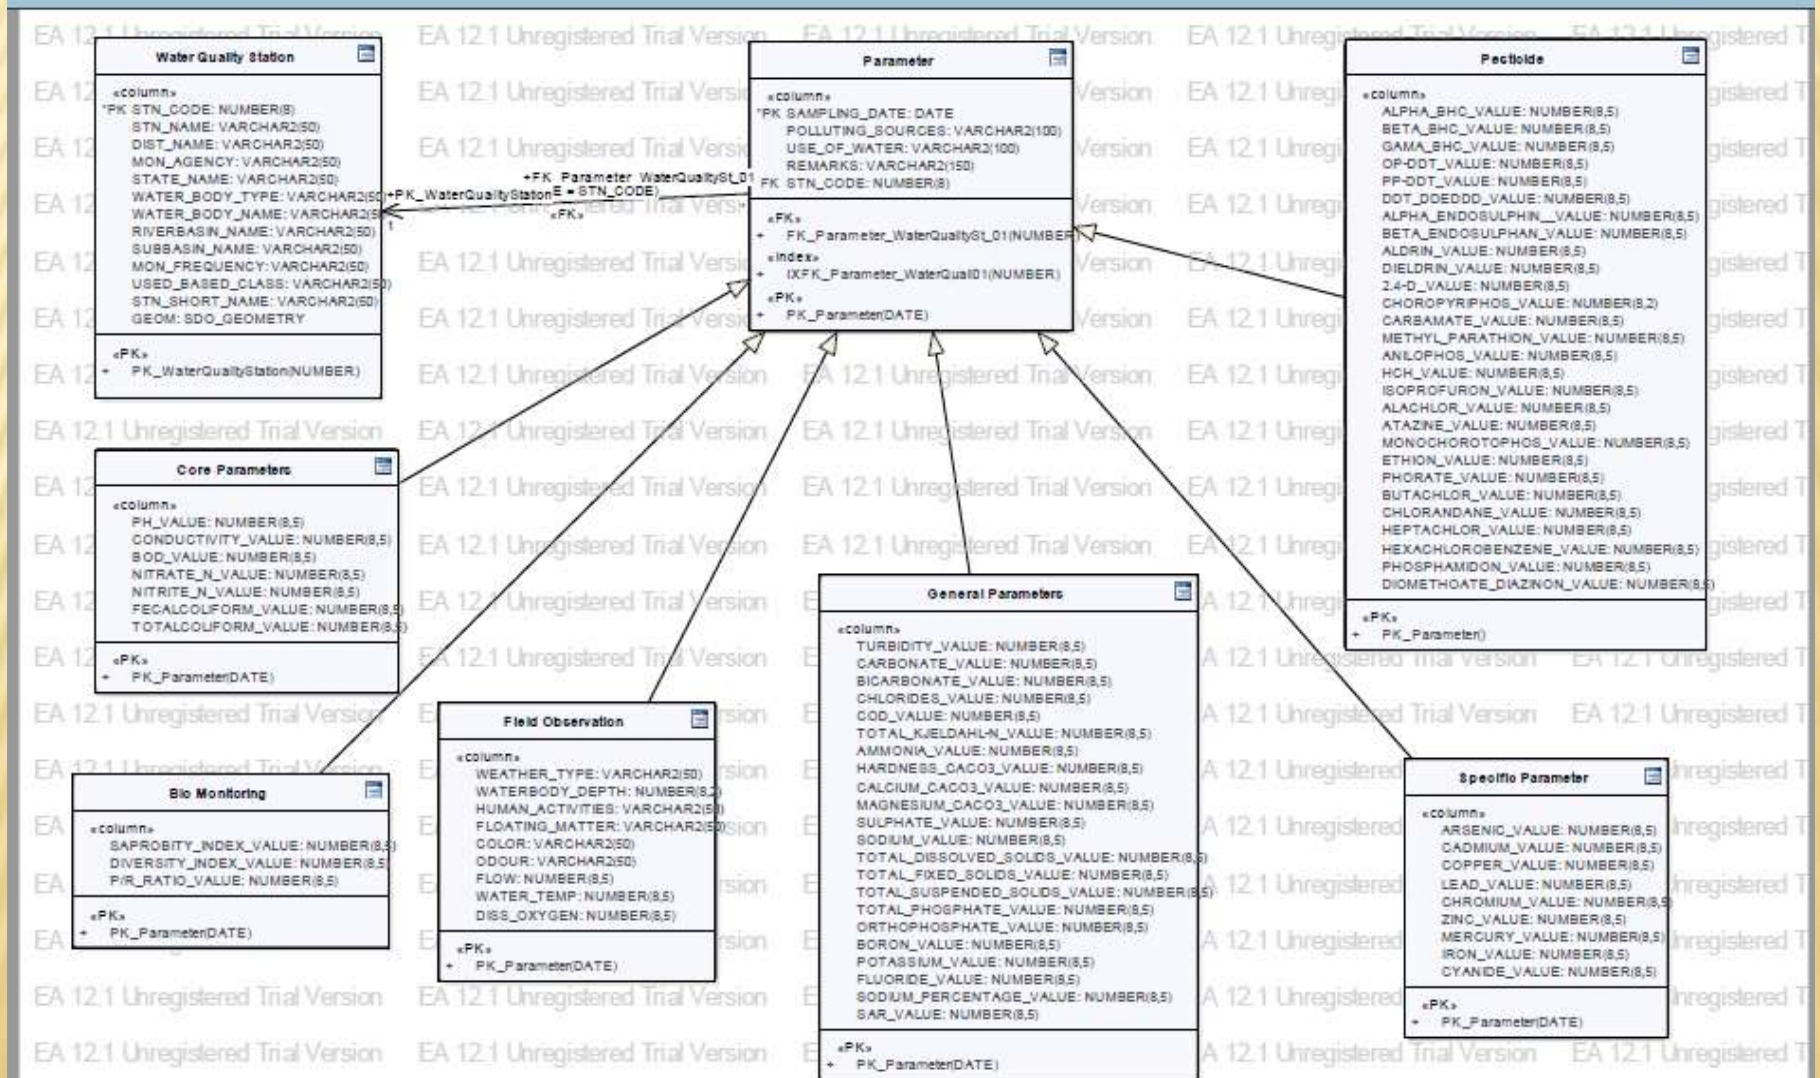 Water Quality Station
«column»
*PK STN_CODE: NUMBER(8)
STN_NAME: VARCHAR2(50)
DIST_NAME: VARCHAR2(50)
MON_AGENCY: VARCHAR2(50)
STATE_NAME: VARCHAR2(50)
WATER_BODY_TYPE: VARCHAR2(50)
WATER_BODY_NAME: VARCHAR2(50)
RIVERBASIN_NAME: VARCHAR2(50)
SUBBASIN_NAME: VARCHAR2(50)
MON_FREQUENCY: VARCHAR2(50)
USED_BASED_CLASS: VARCHAR2(50)
STN_SHORT_NAME: VARCHAR2(50)
GEOM: SDO_GEOMETRY
«PK»
+ PK_WaterQualityStation(NUMBER)
+PK_WaterQualityStation
1
+FK_Parameter_WaterQualitySt_01
E = STN_CODE)
«FK»
*
Parameter
«column»
*PK SAMPLING_DATE: DATE
POLLUTING_SOURCES: VARCHAR2(100)
USE_OF_WATER: VARCHAR2(100)
REMARKS: VARCHAR2(150)
FK STN_CODE: NUMBER(8)
«FK»
+ FK_Parameter_WaterQualitySt_01(NUMBER)
«index»
+ IXFK_Parameter_WaterQual01(NUMBER)
«PK»
+ PK_Parameter(DATE)
Pesticide
«column»
ALPHA_BHC_VALUE: NUMBER(8,5)
BETA_BHC_VALUE: NUMBER(8,5)
GAMA_BHC_VALUE: NUMBER(8,5)
OP-DDT_VALUE: NUMBER(8,5)
PP-DDT_VALUE: NUMBER(8,5)
DDT_DDEDDD_VALUE: NUMBER(8,5)
ALPHA_ENDOSULPHIN__VALUE: NUMBER(8,5)
BETA_ENDOSULPHAN_VALUE: NUMBER(8,5)
ALDRIN_VALUE: NUMBER(8,5)
DIELDRIN_VALUE: NUMBER(8,5)
2.4-D_VALUE: NUMBER(8,5)
CHOROPYRIPHOS_VALUE: NUMBER(8,2)
CARBAMATE_VALUE: NUMBER(8,5)
METHYL_PARATHION_VALUE: NUMBER(8,5)
ANILOPHOS_VALUE: NUMBER(8,5)
HCH_VALUE: NUMBER(8,5)
ISOPROFURON_VALUE: NUMBER(8,5)
ALACHLOR_VALUE: NUMBER(8,5)
ATAZINE_VALUE: NUMBER(8,5)
MONOCHOROTOPHOS_VALUE: NUMBER(8,5)
ETHION_VALUE: NUMBER(8,5)
PHORATE_VALUE: NUMBER(8,5)
BUTACHLOR_VALUE: NUMBER(8,5)
CHLORANDANE_VALUE: NUMBER(8,5)
HEPTACHLOR_VALUE: NUMBER(8,5)
HEXACHLOROBENZENE_VALUE: NUMBER(8,5)
PHOSPHAMIDON_VALUE: NUMBER(8,5)
DIOMETHOATE_DIAZINON_VALUE: NUMBER(8,5)
«PK»
+ PK_Parameter()
Core Parameters
«column»
PH_VALUE: NUMBER(8,5)
CONDUCTIVITY_VALUE: NUMBER(8,5)
BOD_VALUE: NUMBER(8,5)
NITRATE_N_VALUE: NUMBER(8,5)
NITRITE_N_VALUE: NUMBER(8,5)
FECALCOLIFORM_VALUE: NUMBER(8,5)
TOTALCOLIFORM_VALUE: NUMBER(8,5)
«PK»
+ PK_Parameter(DATE)
Bio Monitoring
«column»
SAPROBITY_INDEX_VALUE: NUMBER(8,5)
DIVERSITY_INDEX_VALUE: NUMBER(8,5)
P/R_RATIO_VALUE: NUMBER(8,5)
«PK»
+ PK_Parameter(DATE)
Field Observation
«column»
WEATHER_TYPE: VARCHAR2(50)
WATERBODY_DEPTH: NUMBER(8,2)
HUMAN_ACTIVITIES: VARCHAR2(50)
FLOATING_MATTER: VARCHAR2(50)
COLOR: VARCHAR2(50)
ODOUR: VARCHAR2(50)
FLOW: NUMBER(8,5)
WATER_TEMP: NUMBER(8,5)
DISS_OXYGEN: NUMBER(8,5)
«PK»
+ PK_Parameter(DATE)
General Parameters
«column»
TURBIDITY_VALUE: NUMBER(8,5)
CARBONATE_VALUE: NUMBER(8,5)
BICARBONATE_VALUE: NUMBER(8,5)
CHLORIDES_VALUE: NUMBER(8,5)
COD_VALUE: NUMBER(8,5)
TOTAL_KJELDAHL-N_VALUE: NUMBER(8,5)
AMMONIA_VALUE: NUMBER(8,5)
HARDNESS_CACO3_VALUE: NUMBER(8,5)
CALCIUM_CACO3_VALUE: NUMBER(8,5)
MAGNESIUM_CACO3_VALUE: NUMBER(8,5)
SULPHATE_VALUE: NUMBER(8,5)
SODIUM_VALUE: NUMBER(8,5)
TOTAL_DISSOLVED_SOLIDS_VALUE: NUMBER(8,5)
TOTAL_FIXED_SOLIDS_VALUE: NUMBER(8,5)
TOTAL_SUSPENDED_SOLIDS_VALUE: NUMBER(8,5)
TOTAL_PHOSPHATE_VALUE: NUMBER(8,5)
ORTHOPHOSPHATE_VALUE: NUMBER(8,5)
BORON_VALUE: NUMBER(8,5)
POTASSIUM_VALUE: NUMBER(8,5)
FLUORIDE_VALUE: NUMBER(8,5)
SODIUM_PERCENTAGE_VALUE: NUMBER(8,5)
SAR_VALUE: NUMBER(8,5)
«PK»
+ PK_Parameter(DATE)
Specific Parameter
«column»
ARSENIC_VALUE: NUMBER(8,5)
CADMIUM_VALUE: NUMBER(8,5)
COPPER_VALUE: NUMBER(8,5)
LEAD_VALUE: NUMBER(8,5)
CHROMIUM_VALUE: NUMBER(8,5)
ZINC_VALUE: NUMBER(8,5)
MERCURY_VALUE: NUMBER(8,5)
IRON_VALUE: NUMBER(8,5)
CYANIDE_VALUE: NUMBER(8,5)
«PK»
+ PK_Parameter(DATE)
EA 12.1 Unregistered Trial Version